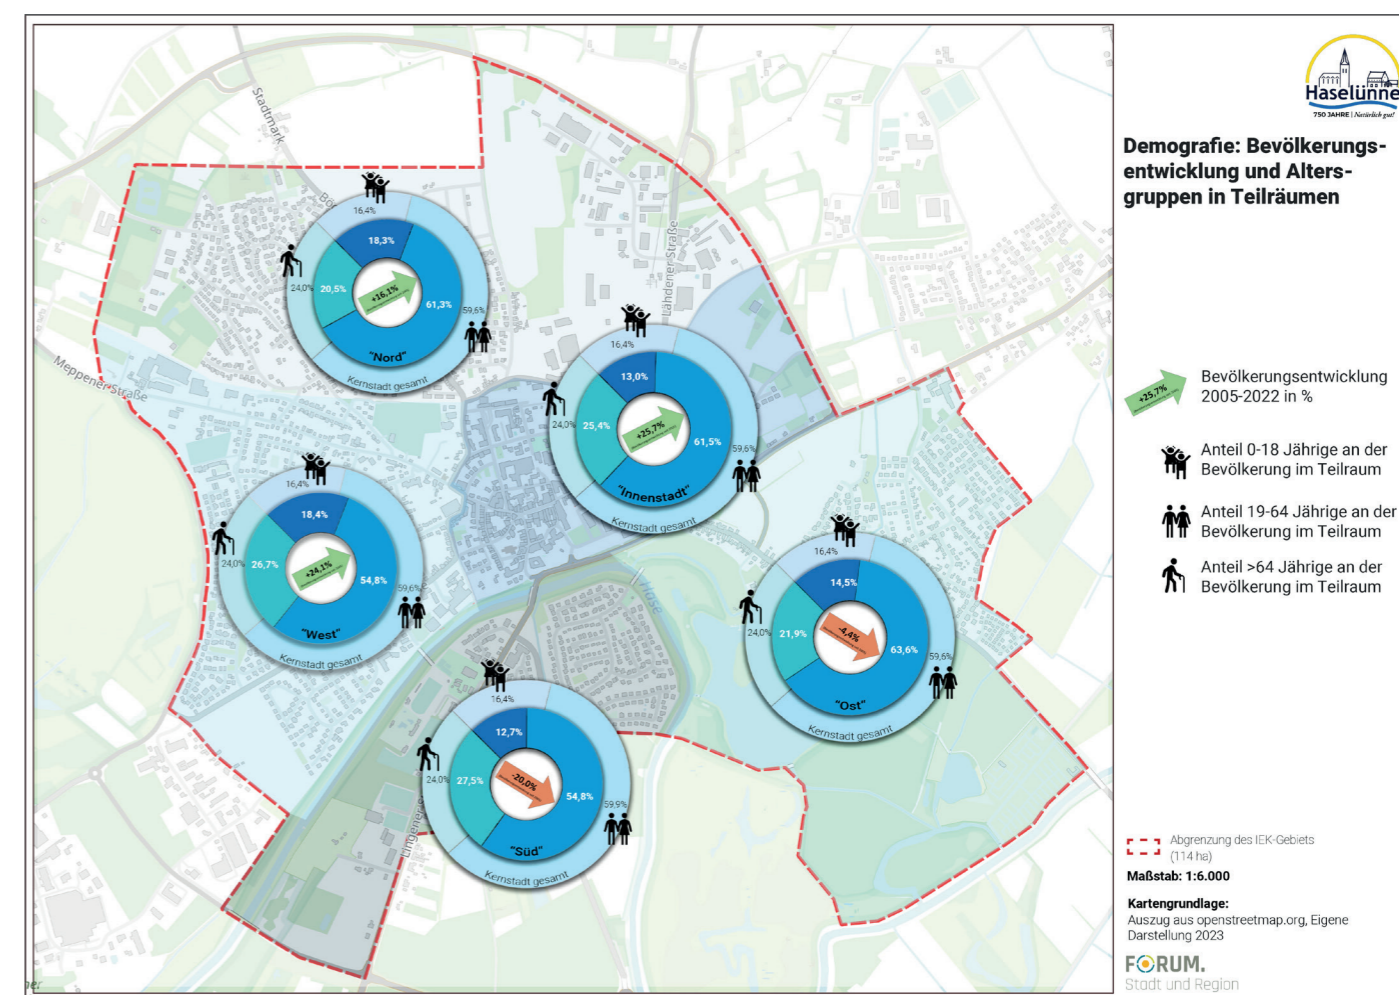 Haselünne
750 JAHRE | Natürlich gut!
Demografie: Bevölkerungs-
entwicklung und Alters-
gruppen in Teilräumen
+25,7%
Bevölkerungsentwicklung
2005-2022 in %
Anteil 0-18 Jährige an der
Bevölkerung im Teilraum
Anteil 19-64 Jährige an der
Bevölkerung im Teilraum
Anteil >64 Jährige an der
Bevölkerung im Teilraum
Abgrenzung des IEK-Gebiets
(114 ha)
Maßstab: 1:6.000
Kartengrundlage:
Auszug aus openstreetmap.org, Eigene
Darstellung 2023
FORUM.
Stadt und Region
Stadtmark
Meppener Straße
Lähdener Straße
Hase
16,4%
18,3%
24,0%
20,5%
+16,1%
61,3%
59,6%
"Nord"
Kernstadt gesamt
16,4%
13,0%
24,0%
25,4%
+25,7%
61,5%
59,6%
"Innenstadt"
Kernstadt gesamt
16,4%
18,4%
24,0%
26,7%
+24,1%
54,8%
59,6%
"West"
Kernstadt gesamt
16,4%
14,5%
24,0%
21,9%
-4,4%
63,6%
59,6%
"Ost"
Kernstadt gesamt
16,4%
12,7%
24,0%
27,5%
-20,0%
54,8%
59,9%
"Süd"
Kernstadt gesamt